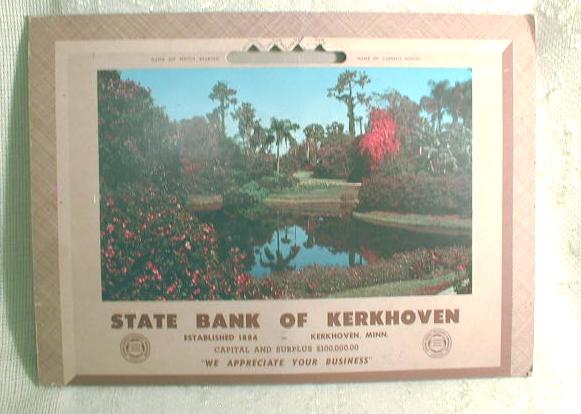 STATE BANK OF KERKHOVEN
ESTABLISHED 1884 — KERKHOVEN, MINN.
CAPITAL AND SURPLUS $100,000.00
"WE APPRECIATE YOUR BUSINESS"